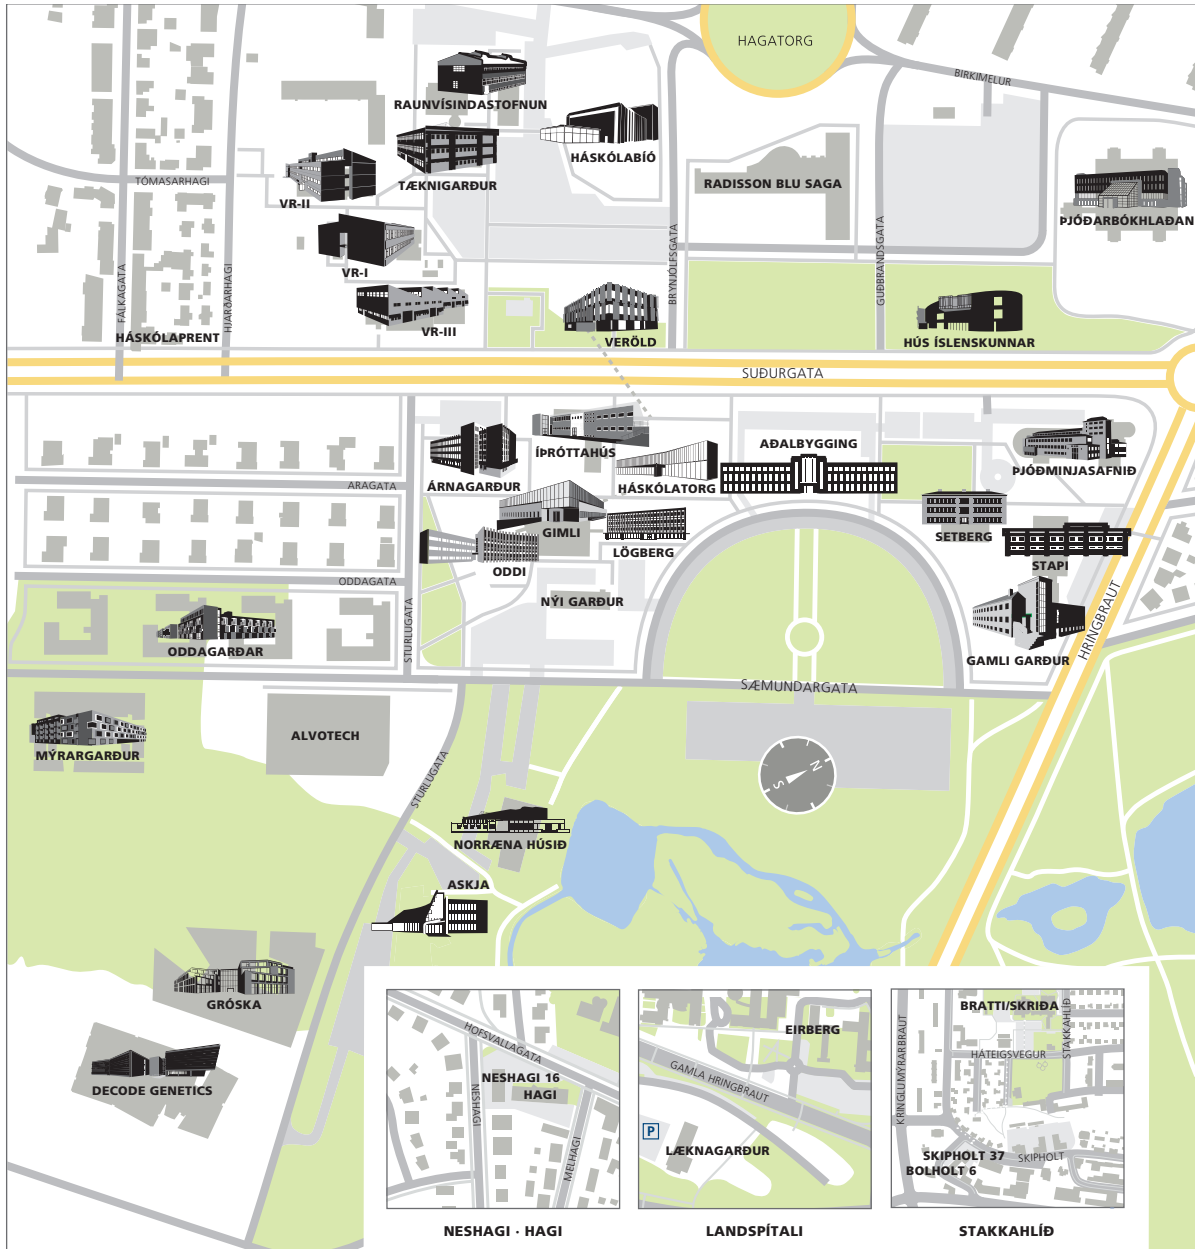 HAGATORG
BIRKIMELUR
RAUNVÍSINDASTOFNUN
HÁSKÓLABÍÓ
TÆKNIGARÐUR
RADISSON BLU SAGA
TÓMASARHAGI
VR-II
ÞJÓÐARBÓKHLAÐAN
VR-I
BRYNJÓLFSGATA
GUÐBRANDSGATA
FÁLKAGATA
HJARÐARHAGI
VR-III
HÁSKÓLAPRENT
VERÖLD
HÚS ÍSLENSKUNNAR
SUÐURGATA
AÐALBYGGING
ÍÞRÓTTAHÚS
ÞJÓÐMINJASAFNIÐ
ARAGATA
ÁRNAGARÐUR
HÁSKÓLATORG
GIMLI
SETBERG
LÖGBERG
STAPI
ODDI
ODDAGATA
NÝI GARÐUR
HRINGBRAUT
STURLUGATA
ODDAGARÐAR
GAMLI GARÐUR
SÆMUNDARGATA
ALVOTECH
MÝRARGARÐUR
STURLUGATA
N
S
NORRÆNA HÚSIÐ
ASKJA
GRÓSKA
DECODE GENETICS
HOFSVALLAGATA
NESHAGI 16
HAGI
NESHAGI
MELHAGI
NESHAGI · HAGI
EIRBERG
GAMLA HRINGBRAUT
P
LÆKNAGARÐUR
LANDSPÍTALI
BRATTI/SKRIÐA
STAKKAHLÍÐ
KRINGLUMÝRARBRAUT
HÁTEIGSVEGUR
SKIPHOLT 37
SKIPHOLT
BOLHOLT 6
STAKKAHLÍÐ